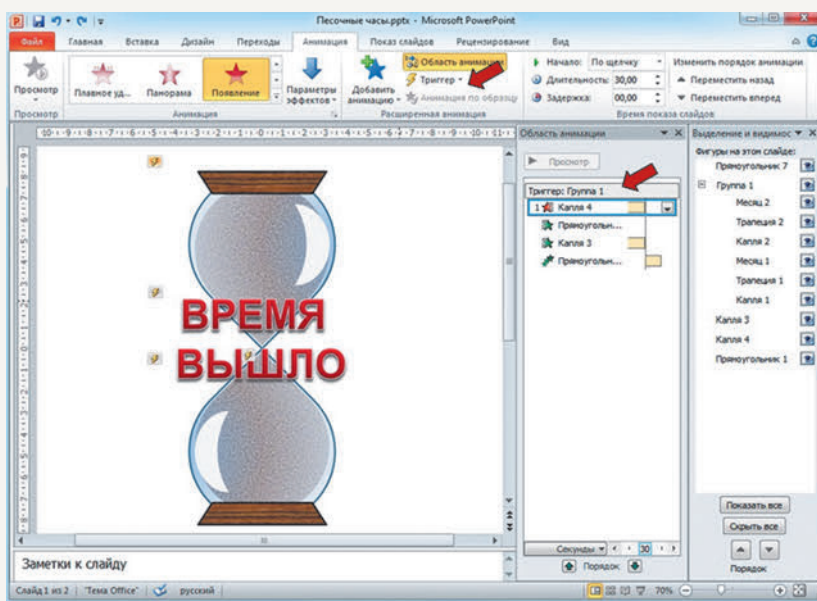 Песочные часы.pptx - Microsoft PowerPoint
Файл Главная Вставка Дизайн Переходы Анимация Показ слайдов Рецензирование Вид
Просмотр
Плавное уд... Панорама Появление
Параметры эффектов
Добавить анимацию
Область анимации
Триггер
Анимация по образцу
Начало: По щелчку
Длительность: 30,00
Задержка: 00,00
Изменить порядок анимации
Переместить назад
Переместить вперед
Просмотр Анимация Расширенная анимация Время показа слайдов
Область анимации
Просмотр
Триггер: Группа 1
1 Капля 4
Прямоугольн...
Капля 3
Прямоугольн...
Секунды 30
Порядок
Выделение и видимос
Фигуры на этом слайде:
Прямоугольник 7
Группа 1
Месяц 2
Трапеция 2
Капля 2
Месяц 1
Трапеция 1
Капля 1
Капля 3
Капля 4
Прямоугольник 1
Показать все
Скрыть все
Порядок
ВРЕМЯ
ВЫШЛО
Заметки к слайду
Слайд 1 из 2 "Тема Office" русский 70%